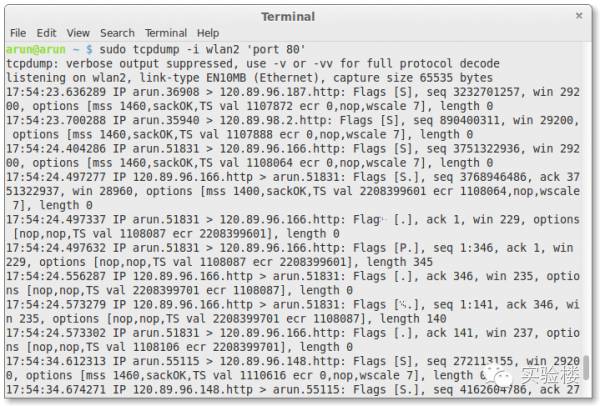 Terminal
File Edit View Search Terminal Help
arun@arun ~ $ sudo tcpdump -i wlan2 'port 80'
tcpdump: verbose output suppressed, use -v or -vv for full protocol decode
listening on wlan2, link-type EN10MB (Ethernet), capture size 65535 bytes
17:54:23.636289 IP arun.36908 > 120.89.96.187.http: Flags [S], seq 3232701257, win 292
00, options [mss 1460,sackOK,TS val 1107872 ecr 0,nop,wscale 7], length 0
17:54:23.700288 IP arun.35940 > 120.89.98.2.http: Flags [S], seq 890400311, win 29200,
options [mss 1460,sackOK,TS val 1107888 ecr 0,nop,wscale 7], length 0
17:54:24.404286 IP arun.51831 > 120.89.96.166.http: Flags [S], seq 3751322936, win 292
00, options [mss 1460,sackOK,TS val 1108064 ecr 0,nop,wscale 7], length 0
17:54:24.497277 IP 120.89.96.166.http > arun.51831: Flags [S.], seq 3768946486, ack 37
51322937, win 28960, options [mss 1400,sackOK,TS val 2208399601 ecr 1108064,nop,wscale
7], length 0
17:54:24.497337 IP arun.51831 > 120.89.96.166.http: Flag [.], ack 1, win 229, options
[nop,nop,TS val 1108087 ecr 2208399601], length 0
17:54:24.497632 IP arun.51831 > 120.89.96.166.http: Flags [P.], seq 1:346, ack 1, win
229, options [nop,nop,TS val 1108087 ecr 2208399601], length 345
17:54:24.556287 IP 120.89.96.166.http > arun.51831: Flags [.], ack 346, win 235, optio
ns [nop,nop,TS val 2208399701 ecr 1108087], length 0
17:54:24.573279 IP 120.89.96.166.http > arun.51831: Flags [.], seq 1:141, ack 346, wi
n 235, options [nop,nop,TS val 2208399701 ecr 1108087], length 140
17:54:24.573302 IP arun.51831 > 120.89.96.166.http: Flags [.], ack 141, win 237, optio
ns [nop,nop,TS val 1108106 ecr 2208399701], length 0
17:54:34.612313 IP arun.55115 > 120.89.96.148.http: Flags [S], seq 272113155, win 2920
0, options [mss 1460,sackOK,TS val 1110616 ecr 0,nop,wscale 7], length 0
17:54:34.674271 IP 120.89.96.148.http > arun.55115: Flags [S.], seq 4162604786, ack 27
实验楼